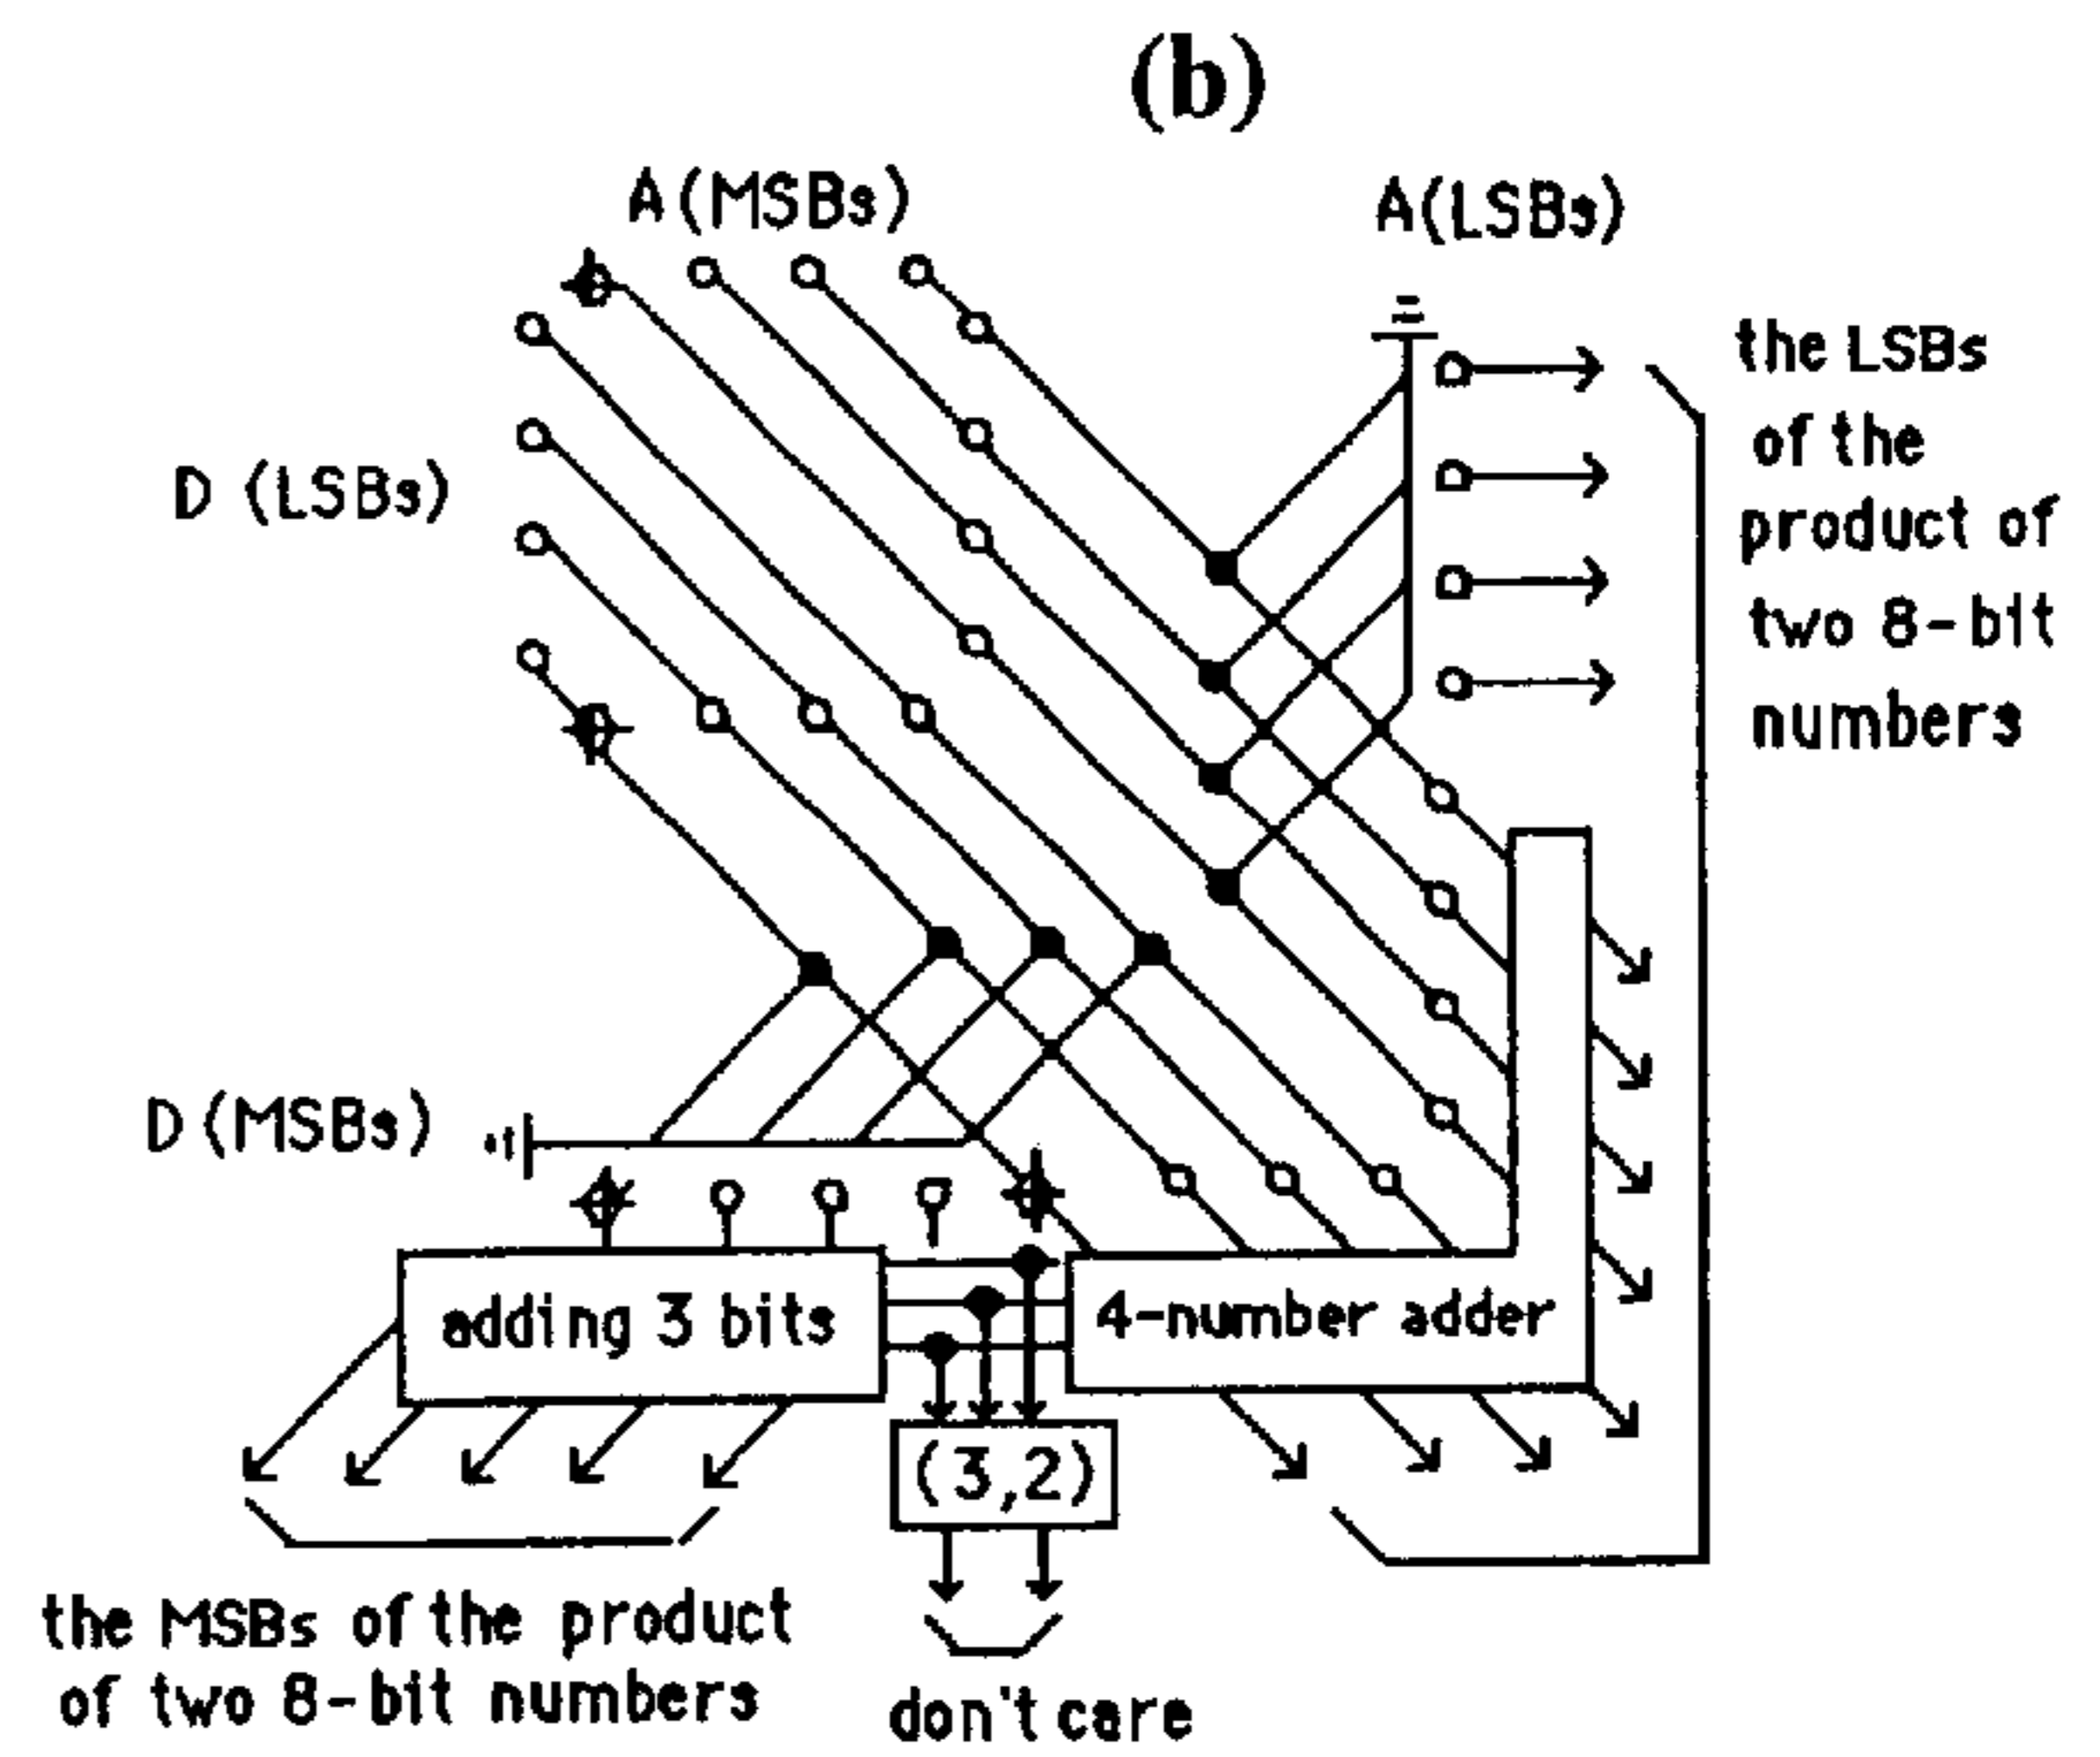 (b)
A (MSBs)
A(LSBs)
the LSBs
of the
product of
two 8-bit
numbers
D (LSBs)
D (MSBs)
adding 3 bits
4-number adder
(3,2)
the MSBs of the product
of two 8-bit numbers
don't care